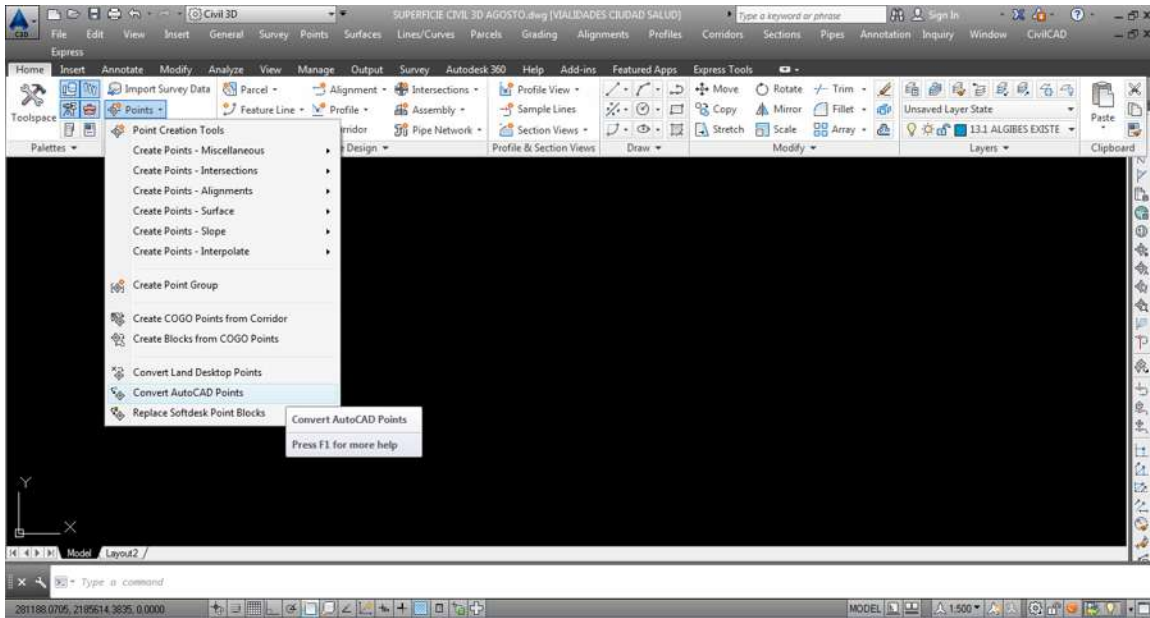 Civil 3D SUPERFICIE CIVIL 3D AGOSTO.dwg [VIALIDADES CIUDAD SALUD] Type a keyword or phrase Sign In
C3D File Edit View Insert General Survey Points Surfaces Lines/Curves Parcels Grading Alignments Profiles Corridors Sections Pipes Annotation Inquiry Window CivilCAD
Express
Home Insert Annotate Modify Analyze View Manage Output Survey Autodesk 360 Help Add-ins Featured Apps Express Tools
Import Survey Data Parcel Alignment Intersections Profile View Move Rotate Trim
Toolspace Points Feature Line Profile Assembly Sample Lines Copy Mirror Fillet Unsaved Layer State Paste
Pipe Network Section Views Stretch Scale Array 13.1 ALGIBES EXISTE
Palettes Design Profile & Section Views Draw Modify Layers Clipboard
Point Creation Tools
Create Points - Miscellaneous
Create Points - Intersections
Create Points - Alignments
Create Points - Surface
Create Points - Slope
Create Points - Interpolate
Create Point Group
Create COGO Points from Corridor
Create Blocks from COGO Points
Convert Land Desktop Points
Convert AutoCAD Points
Replace Softdesk Point Blocks
Convert AutoCAD Points
Press F1 for more help
Y
X
Model Layout2
Type a command
281188.0705, 2185614.3835, 0.0000 MODEL 1:500